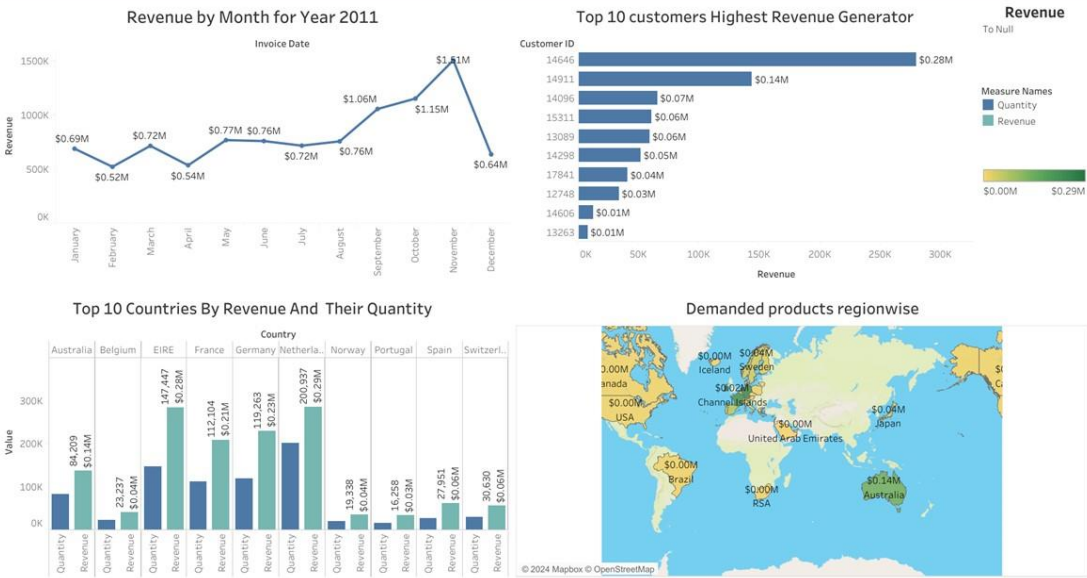 Revenue by Month for Year 2011
Invoice Date
Revenue
1500K
1000K
500K
0K
$0.69M
$0.52M
$0.72M
$0.54M
$0.77M
$0.76M
$0.72M
$0.76M
$1.06M
$1.15M
$1.51M
$0.64M
January
February
March
April
May
June
July
August
September
October
November
December
Top 10 customers Highest Revenue Generator
Customer ID
14646 $0.28M
14911 $0.14M
14096 $0.07M
15311 $0.06M
13089 $0.06M
14298 $0.05M
17841 $0.04M
12748 $0.03M
14606 $0.01M
13263 $0.01M
0K 50K 100K 150K 200K 250K 300K
Revenue
Revenue
To Null
Measure Names
Quantity
Revenue
$0.00M $0.29M
Top 10 Countries By Revenue And Their Quantity
Country
Australia Belgium EIRE France Germany Netherla.. Norway Portugal Spain Switzerl..
Value
300K
200K
100K
0K
84,209
$0.14M
23,237
$0.04M
147,447
$0.28M
112,104
$0.21M
119,263
$0.23M
200,937
$0.29M
19,338
$0.04M
16,258
$0.03M
27,951
$0.06M
30,630
$0.06M
Quantity
Revenue
Quantity
Revenue
Quantity
Revenue
Quantity
Revenue
Quantity
Revenue
Quantity
Revenue
Quantity
Revenue
Quantity
Revenue
Quantity
Revenue
Quantity
Revenue
Demanded products regionwise
$0.00M
Iceland
$0.04M
Sweden
0.00M
anada
$0.02M
Channel Islands
$0.00M
USA
$0.04M
Japan
$0.00M
United Arab Emirates
$0.00M
Brazil
$0.00M
RSA
$0.14M
Australia
$(
Ca
© 2024 Mapbox © OpenStreetMap